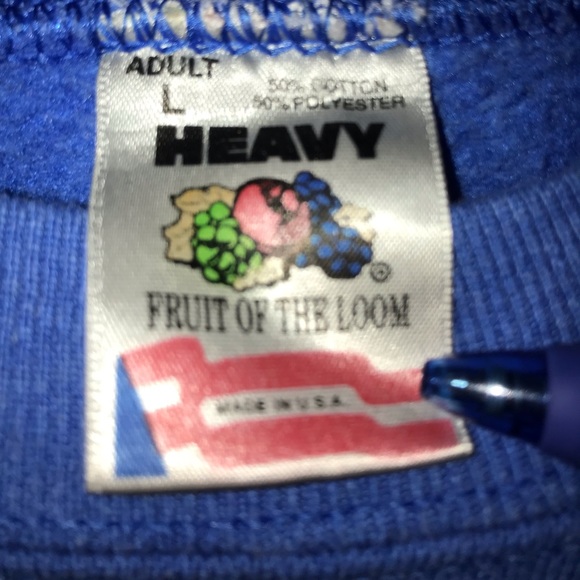 ADULT
L
50% COTTON
50% POLYESTER
HEAVY
®
FRUIT OF THE LOOM
MADE IN U.S.A.